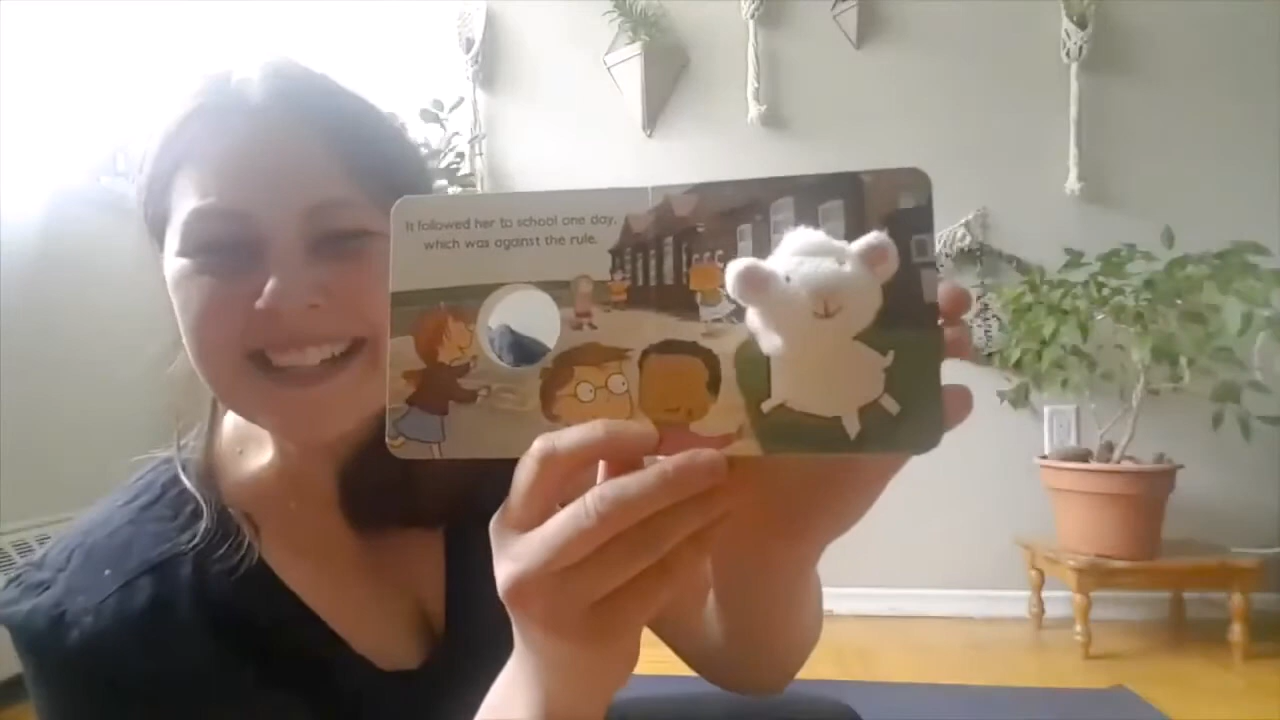 It followed her to school one day,
which was against the rule.